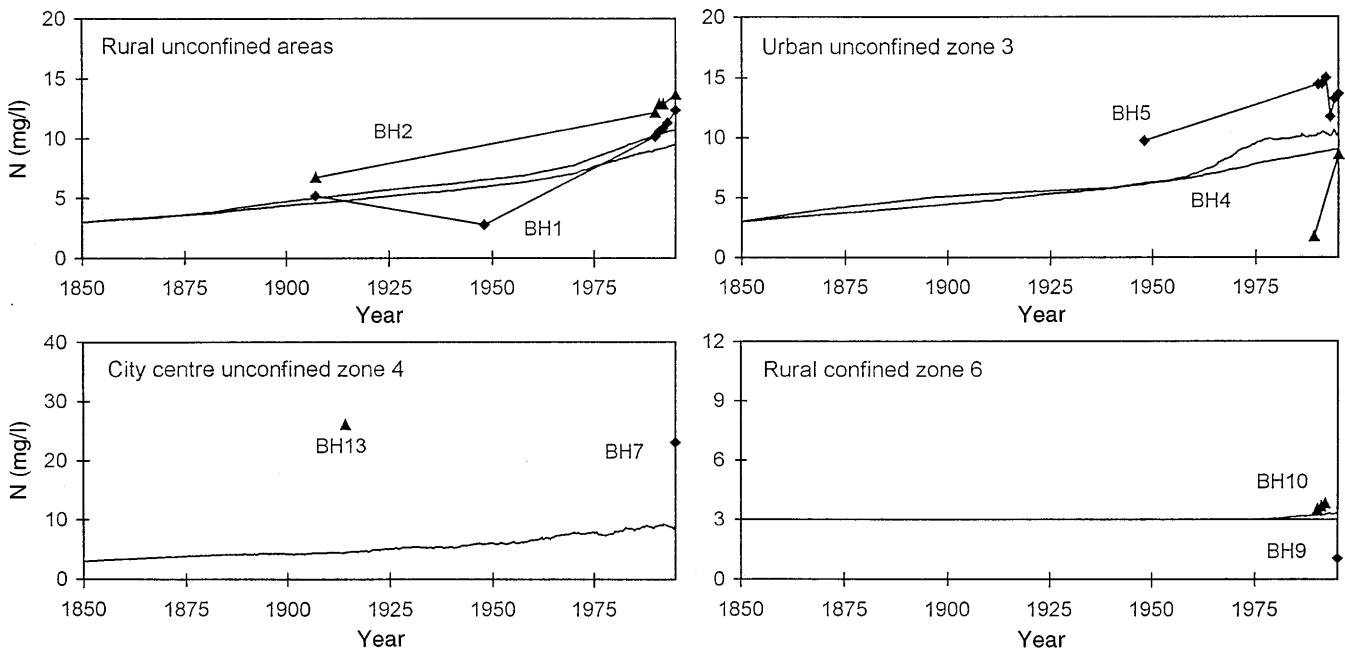 20
15
10
5
0
N (mg/l)
Rural unconfined areas
BH2
BH1
1850 1875 1900 1925 1950 1975
Year
20
15
10
5
0
Urban unconfined zone 3
BH5
BH4
1850 1875 1900 1925 1950 1975
Year
40
30
20
10
0
N (mg/l)
City centre unconfined zone 4
BH13
BH7
1850 1875 1900 1925 1950 1975
Year
12
9
6
3
0
Rural confined zone 6
BH10
BH9
1850 1875 1900 1925 1950 1975
Year